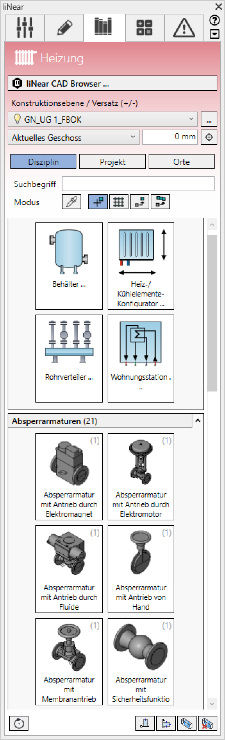 liNear
Heizung
liNear CAD Browser ...
Konstruktionsebene / Versatz (+/-)
GN_UG 1_FBOK
...
Aktuelles Geschoss
0 mm
Disziplin
Projekt
Orte
Suchbegriff
Modus
Behälter ...
Heiz-/
Kühlelemente-
Konfigurator ...
Rohrverteiler ...
Wohnungsstation .
. .
Absperrarmaturen (21)
(1)
Absperrarmatur
mit Antrieb durch
Elektromagnet
(1)
Absperrarmatur
mit Antrieb durch
Elektromotor
(1)
Absperrarmatur
mit Antrieb durch
Fluide
(1)
Absperrarmatur
mit Antrieb von
Hand
(1)
Absperrarmatur
mit
Membranantrieb
(1)
Absperrarmatur
mit
Sicherheitsfunktio